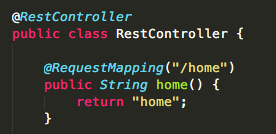 @RestController
public class RestController {
@RequestMapping("/home")
public String home() {
return "home";
}